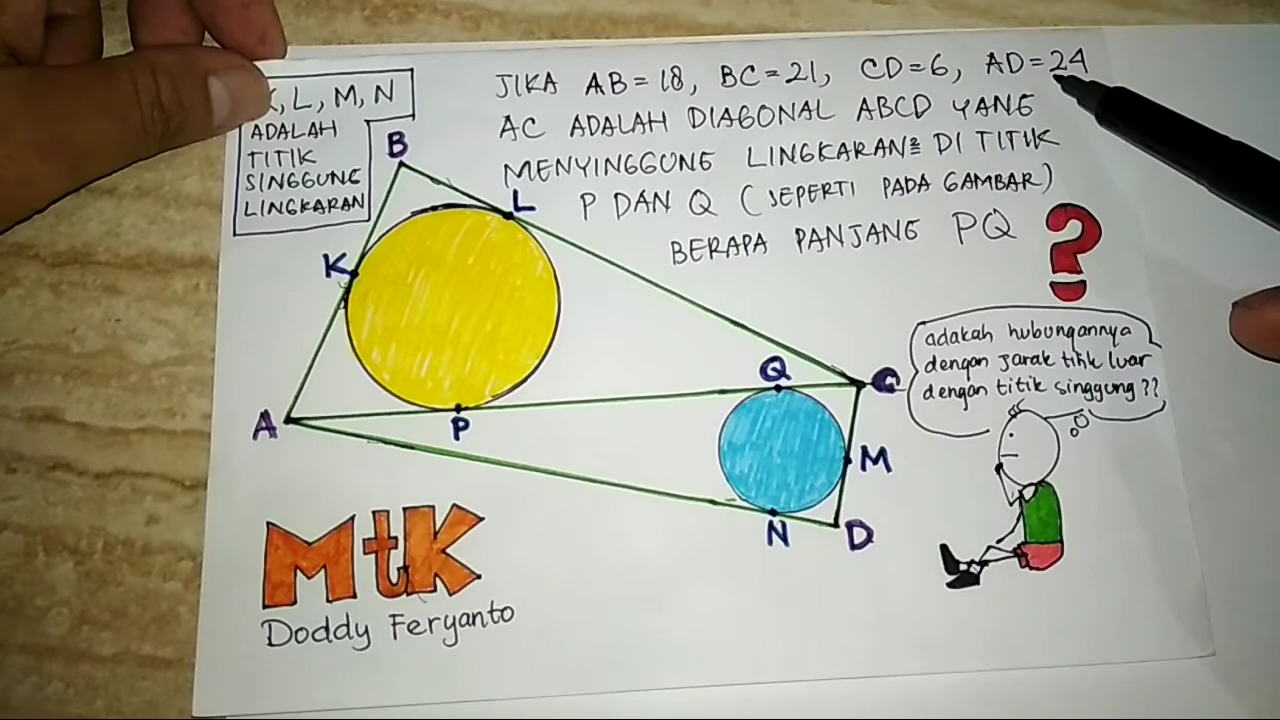 K, L, M, N
ADALAH
TITIK
SINGGUNG
LINGKARAN
JIKA AB = 18, BC = 21, CD = 6, AD = 24
AC ADALAH DIAGONAL ABCD YANG
MENYINGGUNG LINGKARAN² DI TITIK
P DAN Q (SEPERTI PADA GAMBAR)
BERAPA PANJANG PQ ?
B
L
K
A
P
Q
C
M
N
D
adakah hubungannya
dengan jarak titik luar
dengan titik singgung ??
MtK
Doddy Feryanto